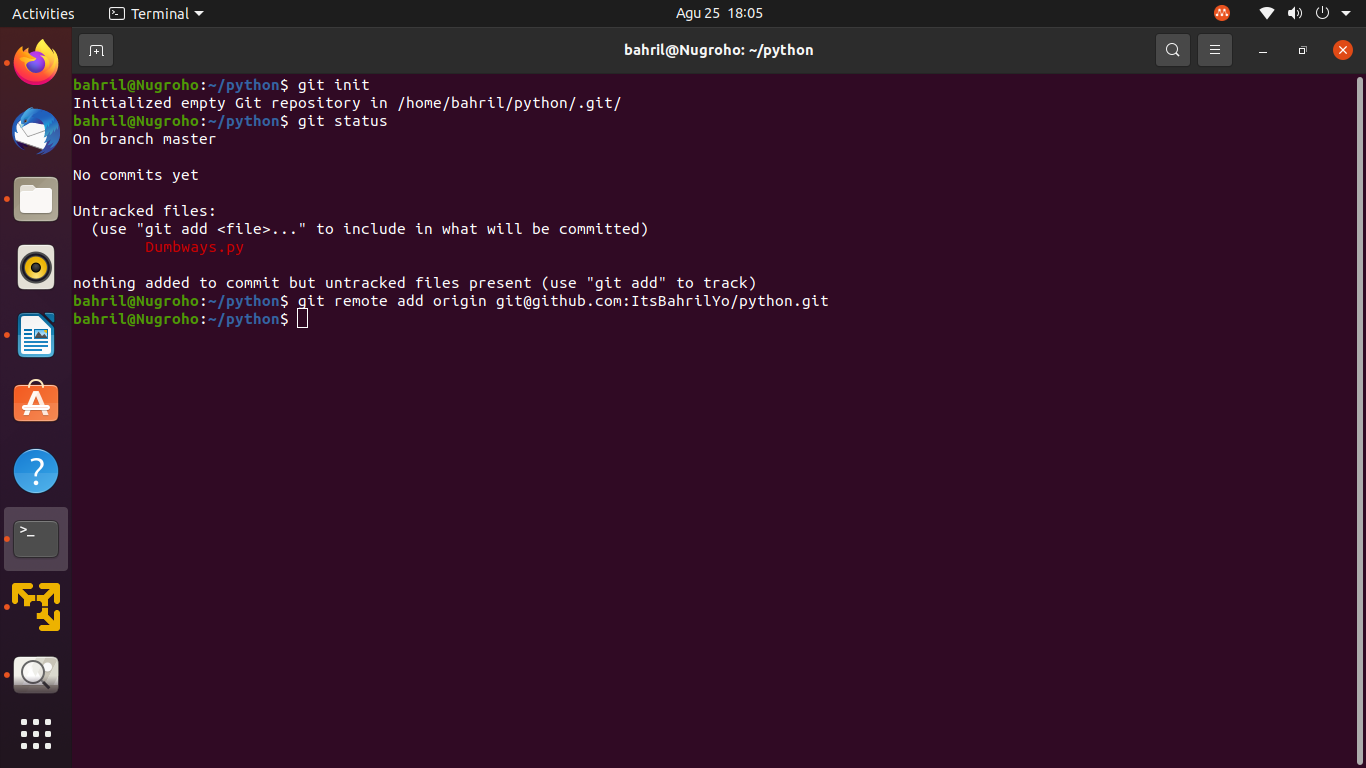 Activities
Terminal
Agu 25 18:05
bahril@Nugroho: ~/python
bahril@Nugroho:~/python$ git init
Initialized empty Git repository in /home/bahril/python/.git/
bahril@Nugroho:~/python$ git status
On branch master
No commits yet
Untracked files:
(use "git add <file>..." to include in what will be committed)
Dumbways.py
nothing added to commit but untracked files present (use "git add" to track)
bahril@Nugroho:~/python$ git remote add origin git@github.com:ItsBahrilYo/python.git
bahril@Nugroho:~/python$